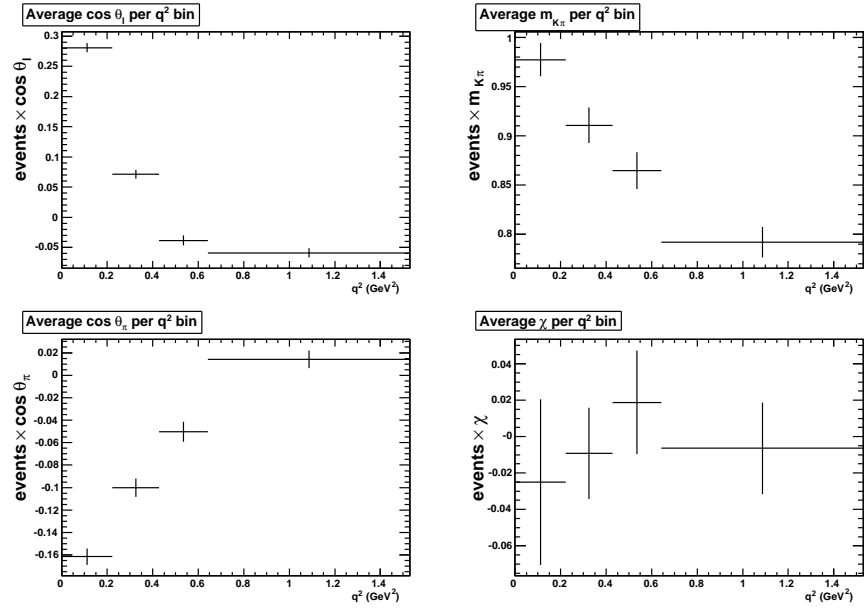 Average cos θl per q² bin
events × cos θl
0.3
0.25
0.2
0.15
0.1
0.05
0
-0.05
0 0.2 0.4 0.6 0.8 1 1.2 1.4
q² (GeV²)
Average mKπ per q² bin
events × mKπ
1
0.95
0.9
0.85
0.8
0 0.2 0.4 0.6 0.8 1 1.2 1.4
q² (GeV²)
Average cos θπ per q² bin
events × cos θπ
0.02
0
-0.02
-0.04
-0.06
-0.08
-0.1
-0.12
-0.14
-0.16
0 0.2 0.4 0.6 0.8 1 1.2 1.4
q² (GeV²)
Average χ per q² bin
events × χ
0.04
0.02
-0
-0.02
-0.04
-0.06
0 0.2 0.4 0.6 0.8 1 1.2 1.4
q² (GeV²)